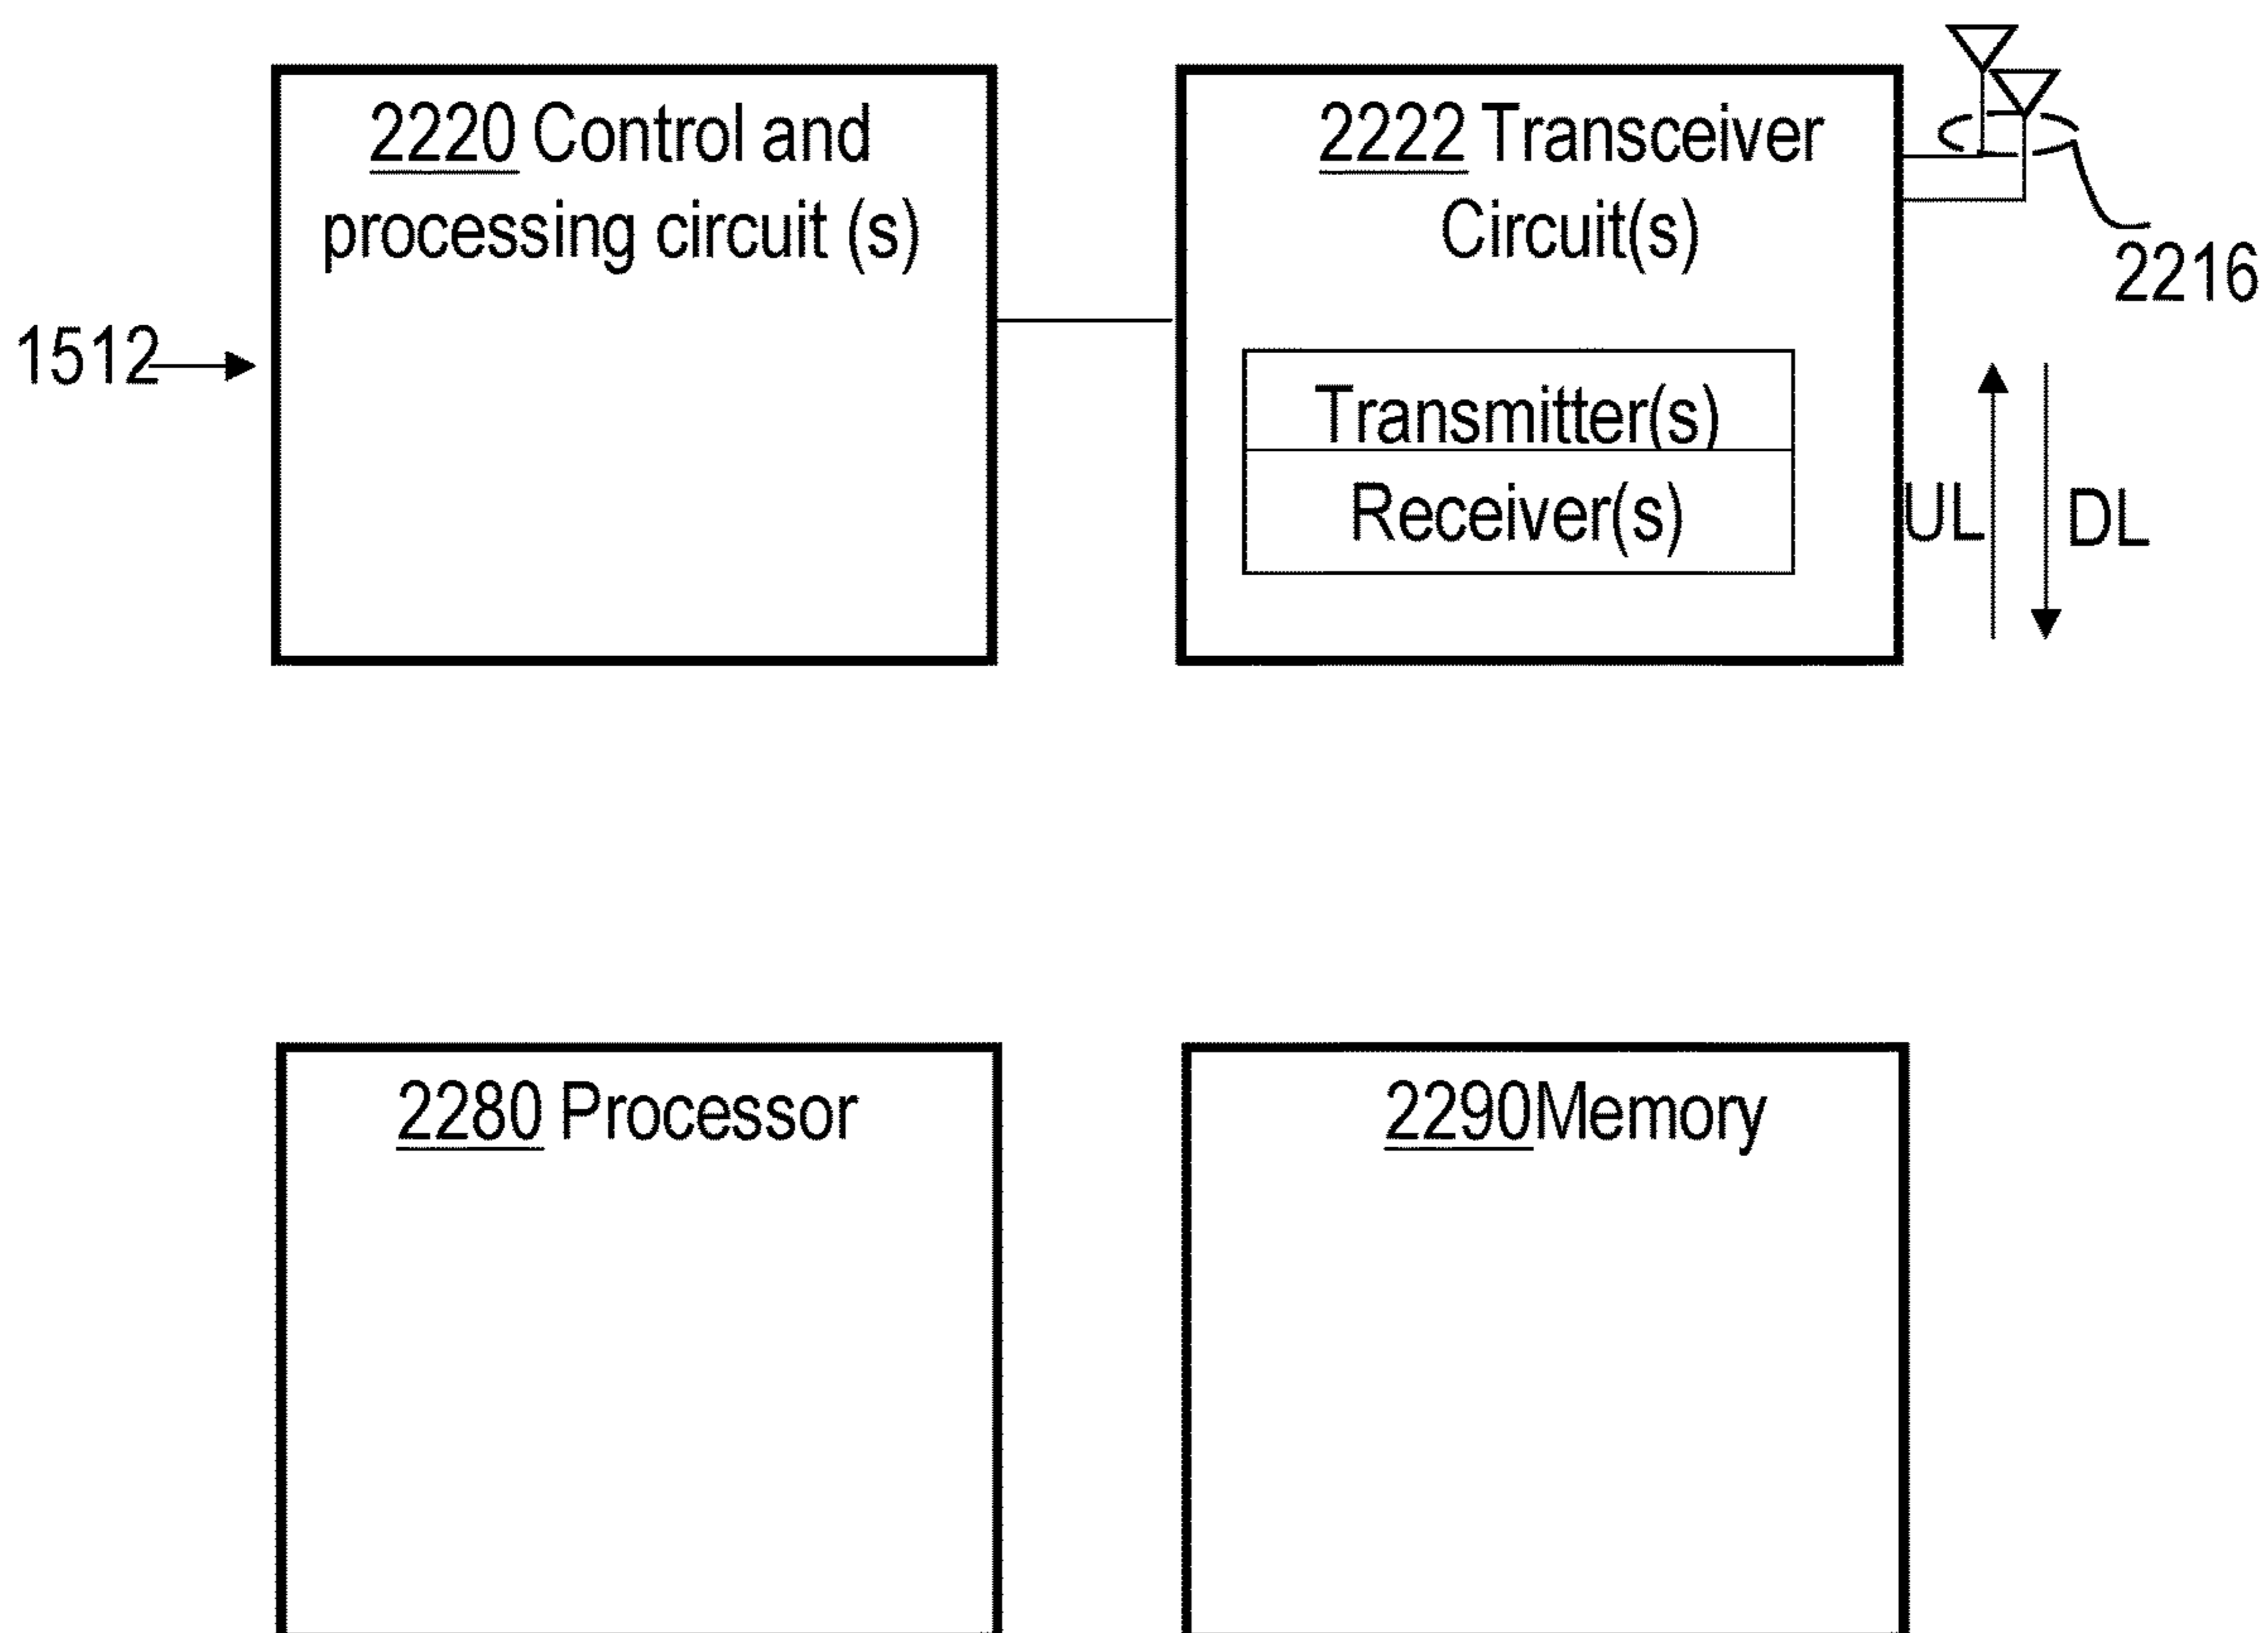 2220 Control and
processing circuit (s)
2222 Transceiver
Circuit(s)
2216
1512
Transmitter(s)
Receiver(s)
UL
DL
2280 Processor
2290Memory